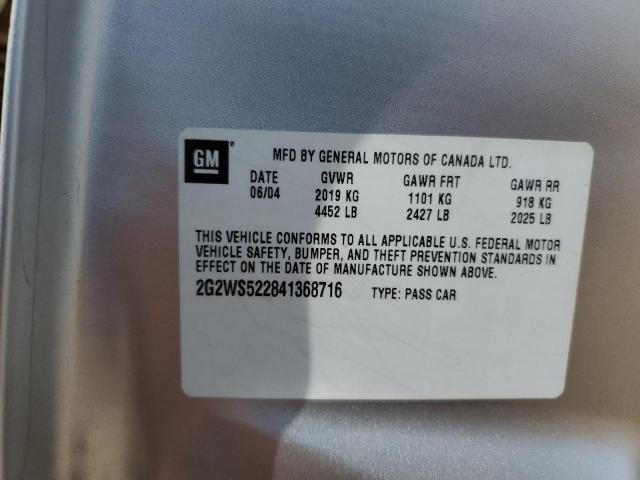 GM
MFD BY GENERAL MOTORS OF CANADA LTD.
DATE GVWR GAWR FRT GAWR RR
06/04 2019 KG 1101 KG 918 KG
4452 LB 2427 LB 2025 LB
THIS VEHICLE CONFORMS TO ALL APPLICABLE U.S. FEDERAL MOTOR
VEHICLE SAFETY, BUMPER, AND THEFT PREVENTION STANDARDS IN
EFFECT ON THE DATE OF MANUFACTURE SHOWN ABOVE.
2G2WS522841368716 TYPE: PASS CAR